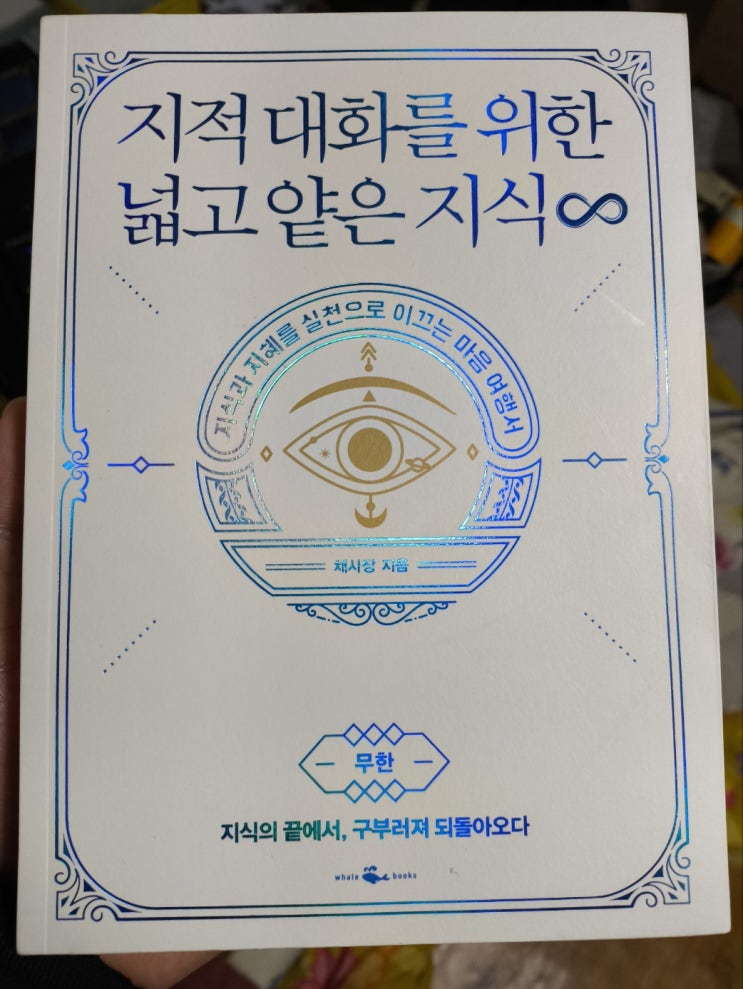 지적 대화를 위한
넓고 얕은 지식∞
지식과 지혜를 실천으로 이끄는 마음 여행서
채사장 지음
무한
지식의 끝에서, 구부러져 되돌아오다
whale books